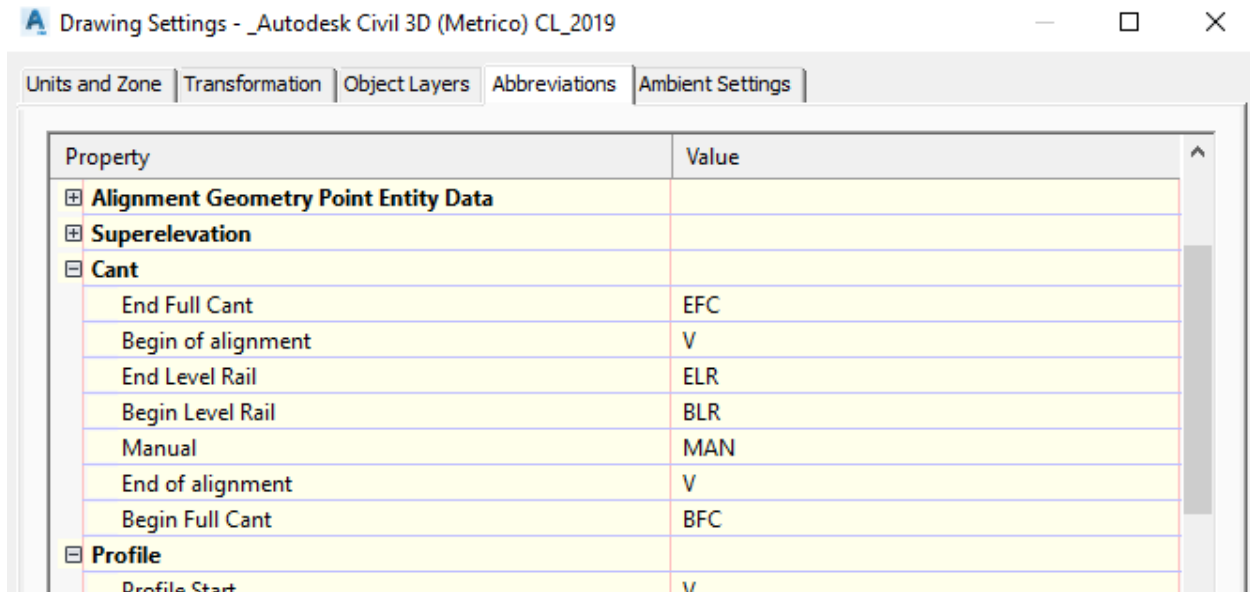 Drawing Settings - _Autodesk Civil 3D (Metrico) CL_2019
Units and Zone Transformation Object Layers Abbreviations Ambient Settings
Property Value
Alignment Geometry Point Entity Data
Superelevation
Cant
End Full Cant EFC
Begin of alignment V
End Level Rail ELR
Begin Level Rail BLR
Manual MAN
End of alignment V
Begin Full Cant BFC
Profile
Profile Start V